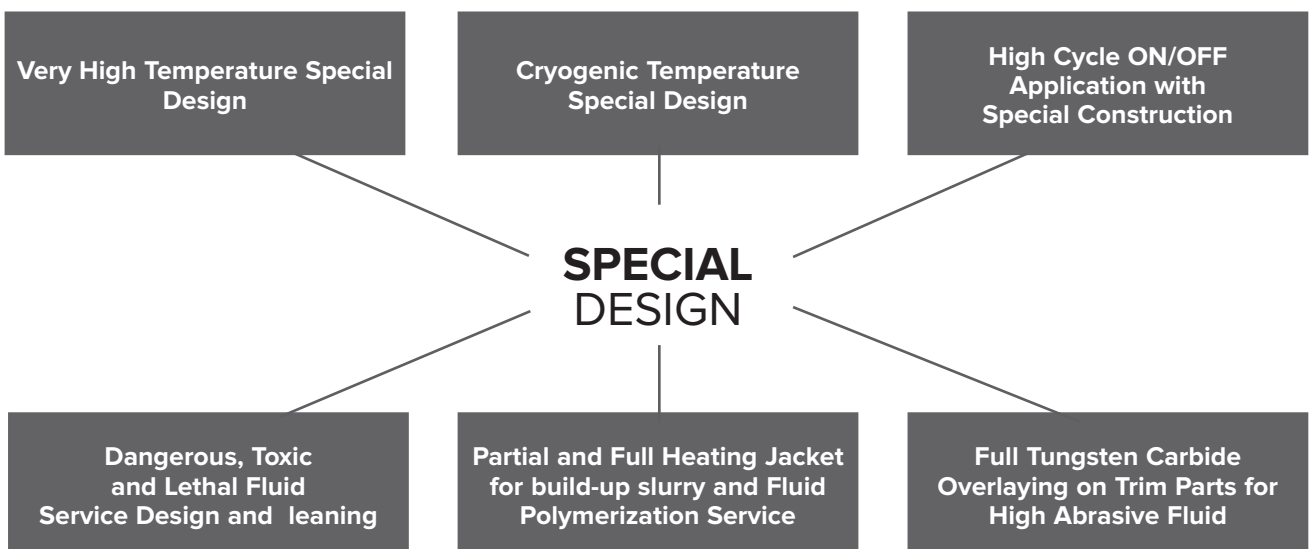 Very High Temperature Special
Design
Cryogenic Temperature
Special Design
High Cycle ON/OFF
Application with
Special Construction
SPECIAL
DESIGN
Dangerous, Toxic
and Lethal Fluid
Service Design and  leaning
Partial and Full Heating Jacket
for build-up slurry and Fluid
Polymerization Service
Full Tungsten Carbide
Overlaying on Trim Parts for
High Abrasive Fluid